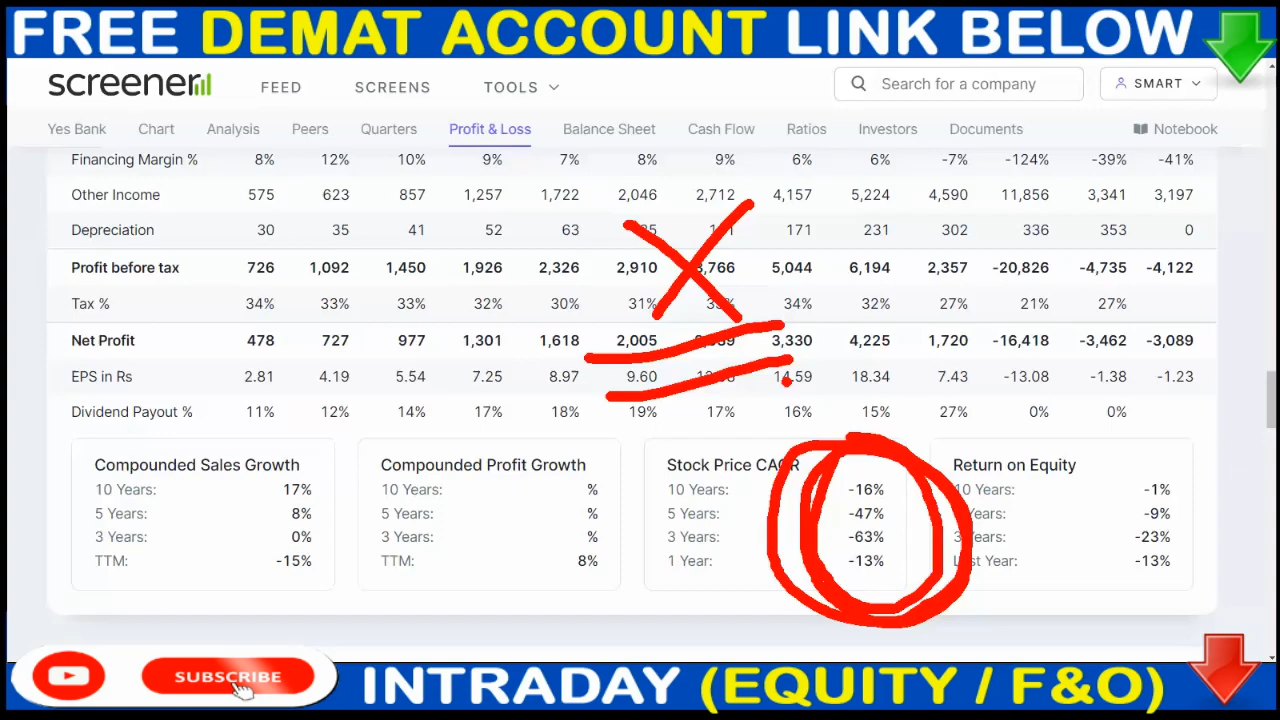 FREE DEMAT ACCOUNT LINK BELOW
screener FEED SCREENS TOOLS Search for a company SMART
Yes Bank Chart Analysis Peers Quarters Profit & Loss Balance Sheet Cash Flow Ratios Investors Documents Notebook
Financing Margin % 8% 12% 10% 9% 7% 8% 9% 6% 6% -7% -124% -39% -41%
Other Income 575 623 857 1,257 1,722 2,046 2,712 4,157 5,224 4,590 11,856 3,341 3,197
Depreciation 30 35 41 52 63 171 231 302 336 353 0
Profit before tax 726 1,092 1,450 1,926 2,326 2,910 3,766 5,044 6,194 2,357 -20,826 -4,735 -4,122
Tax % 34% 33% 33% 32% 30% 31% 34% 32% 27% 21% 27%
Net Profit 478 727 977 1,301 1,618 2,005 3,330 4,225 1,720 -16,418 -3,462 -3,089
EPS in Rs 2.81 4.19 5.54 7.25 8.97 9.60 14.59 18.34 7.43 -13.08 -1.38 -1.23
Dividend Payout % 11% 12% 14% 17% 18% 19% 17% 16% 15% 27% 0% 0%
Compounded Sales Growth Compounded Profit Growth Stock Price CAGR Return on Equity
10 Years: 17% 10 Years: % 10 Years: -16% 10 Years: -1%
5 Years: 8% 5 Years: % 5 Years: -47% Years: -9%
3 Years: 0% 3 Years: % 3 Years: -63% 3 Years: -23%
TTM: -15% TTM: 8% 1 Year: -13% Last Year: -13%
SUBSCRIBE INTRADAY (EQUITY / F&O)